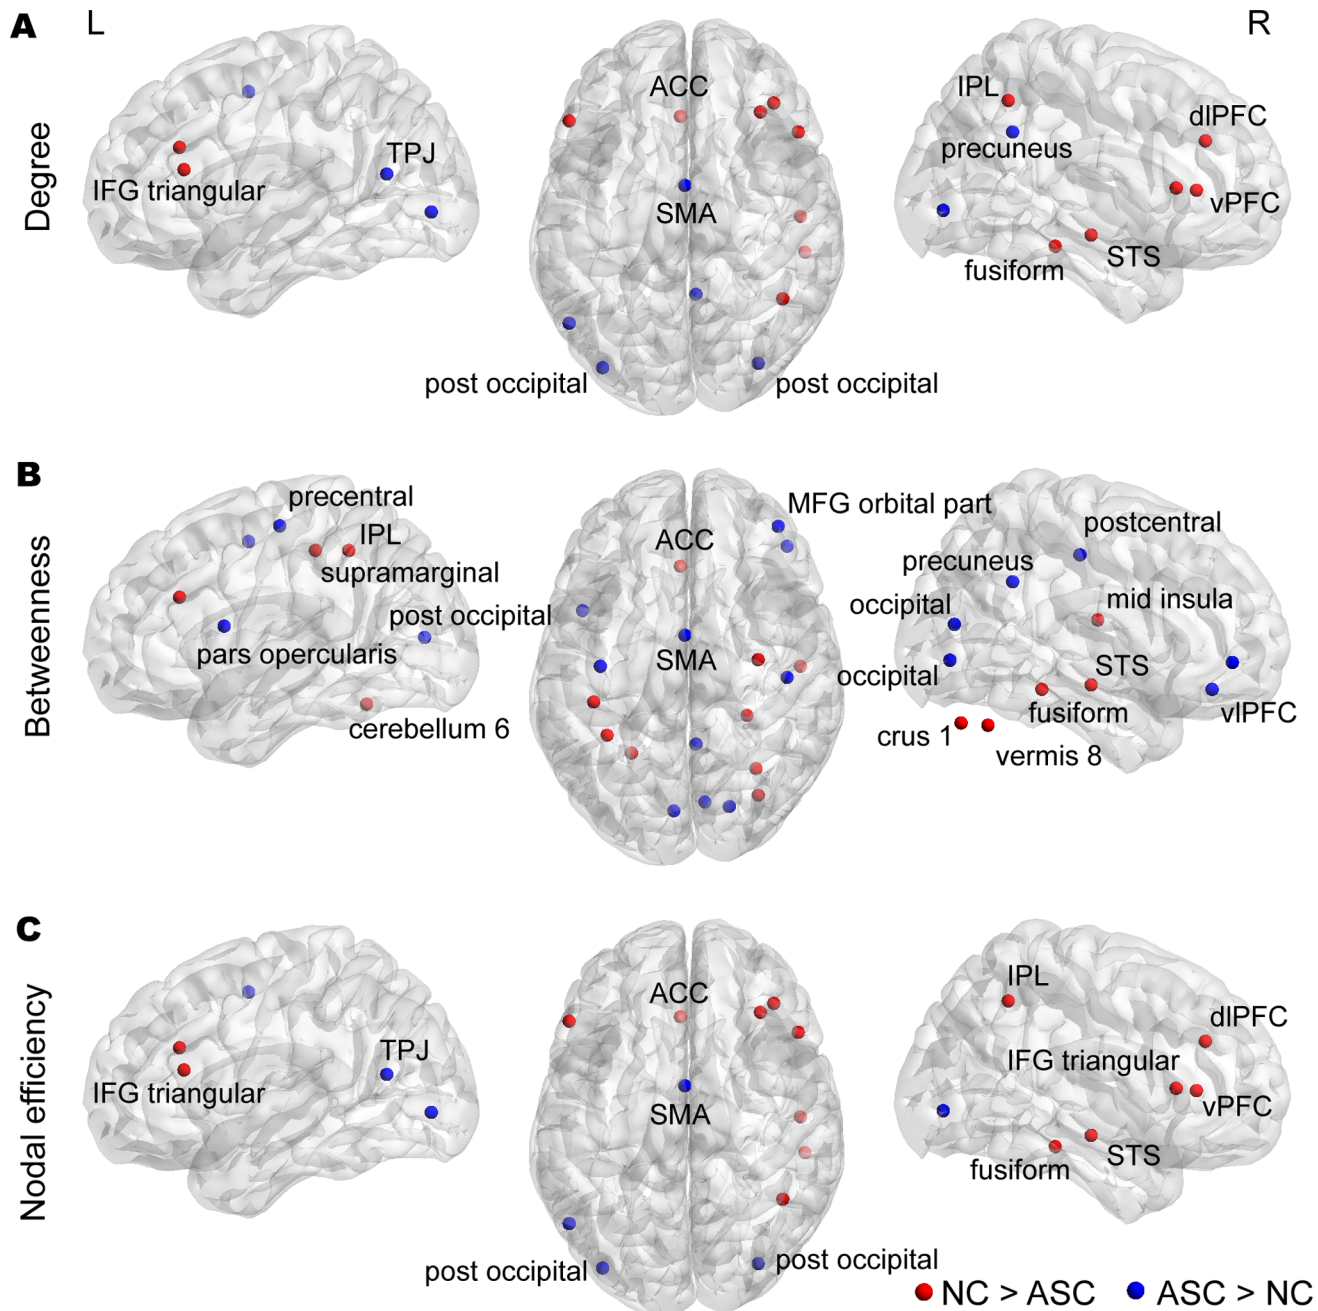 A
L
R
Degree
ACC
IPL
dlPFC
TPJ
precuneus
IFG triangular
SMA
vPFC
STS
fusiform
post occipital
post occipital
B
Betweenness
precentral
MFG orbital part
IPL
ACC
postcentral
supramarginal
precuneus
post occipital
occipital
mid insula
pars opercularis
SMA
occipital
STS
cerebellum 6
fusiform
vlPFC
crus 1
vermis 8
C
Nodal efficiency
IPL
ACC
dlPFC
TPJ
IFG triangular
IFG triangular
SMA
vPFC
STS
fusiform
post occipital
post occipital
NC > ASC
ASC > NC